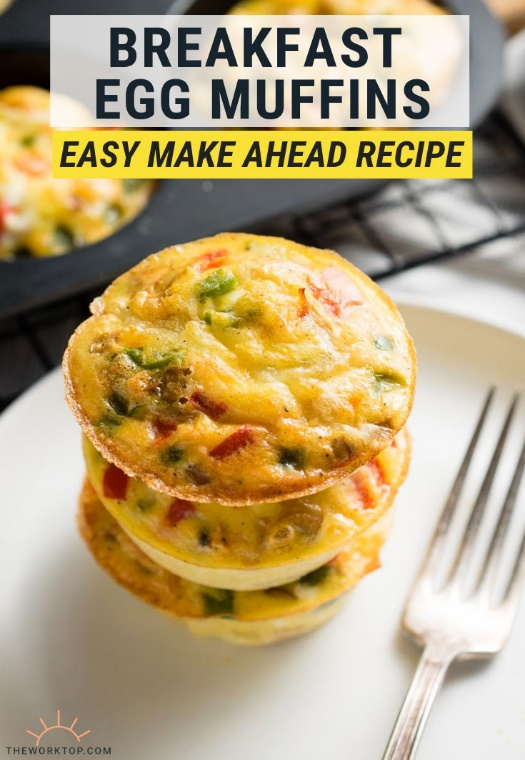 BREAKFAST
EGG MUFFINS
EASY MAKE AHEAD RECIPE
THEWORKTOP.COM